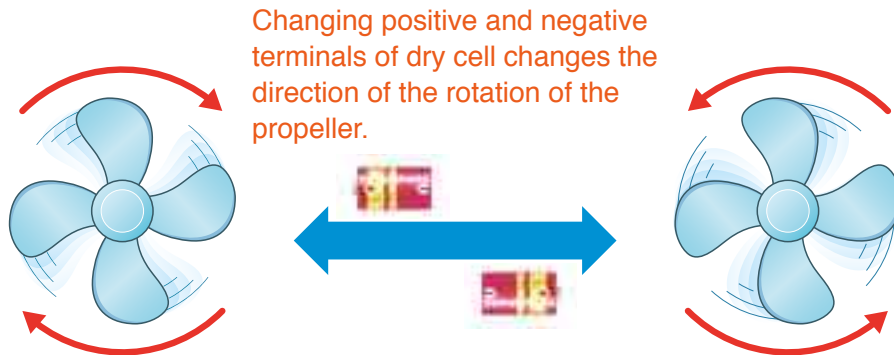 Changing positive and negative
terminals of dry cell changes the
direction of the rotation of the
propeller.